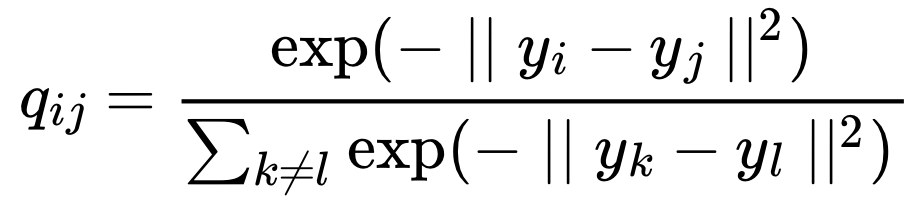 q_{ij} = \frac{\exp(-\,||\,y_i - y_j\,||^2)}{\sum_{k \neq l} \exp(-\,||\,y_k - y_l\,||^2)}